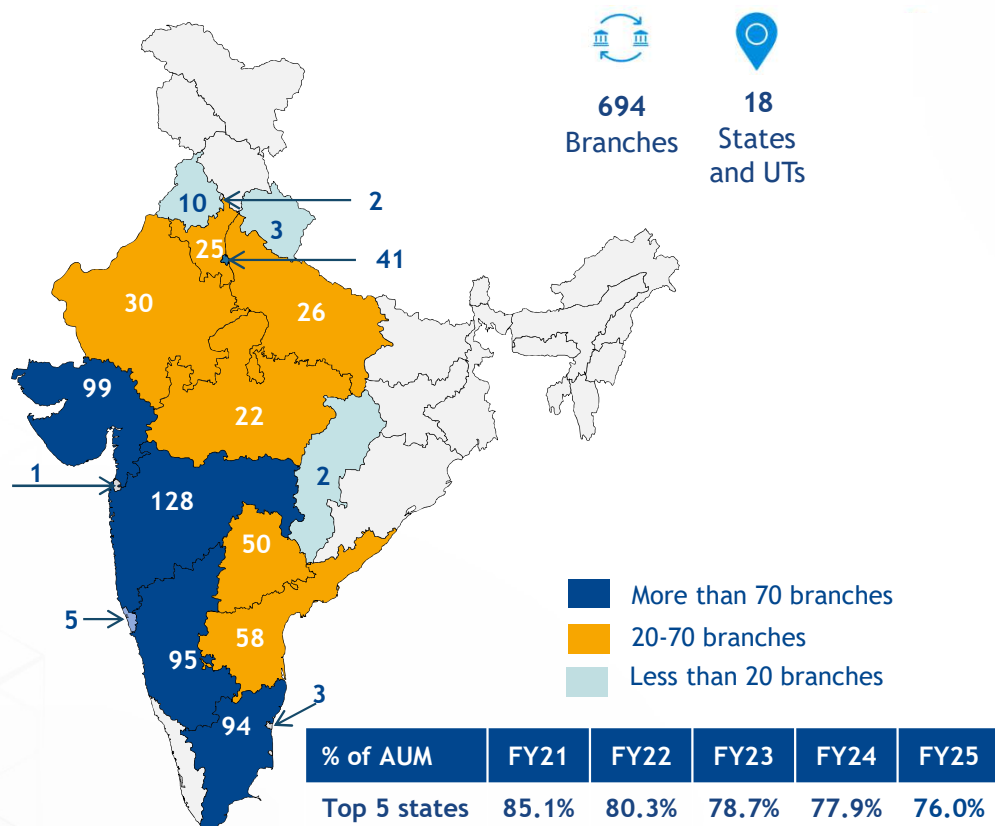 694
Branches
18
States
and UTs
10
2
3
25
41
30
26
99
22
1
128
2
50
5
58
95
3
94
More than 70 branches
20-70 branches
Less than 20 branches
% of AUM FY21 FY22 FY23 FY24 FY25
Top 5 states 85.1% 80.3% 78.7% 77.9% 76.0%